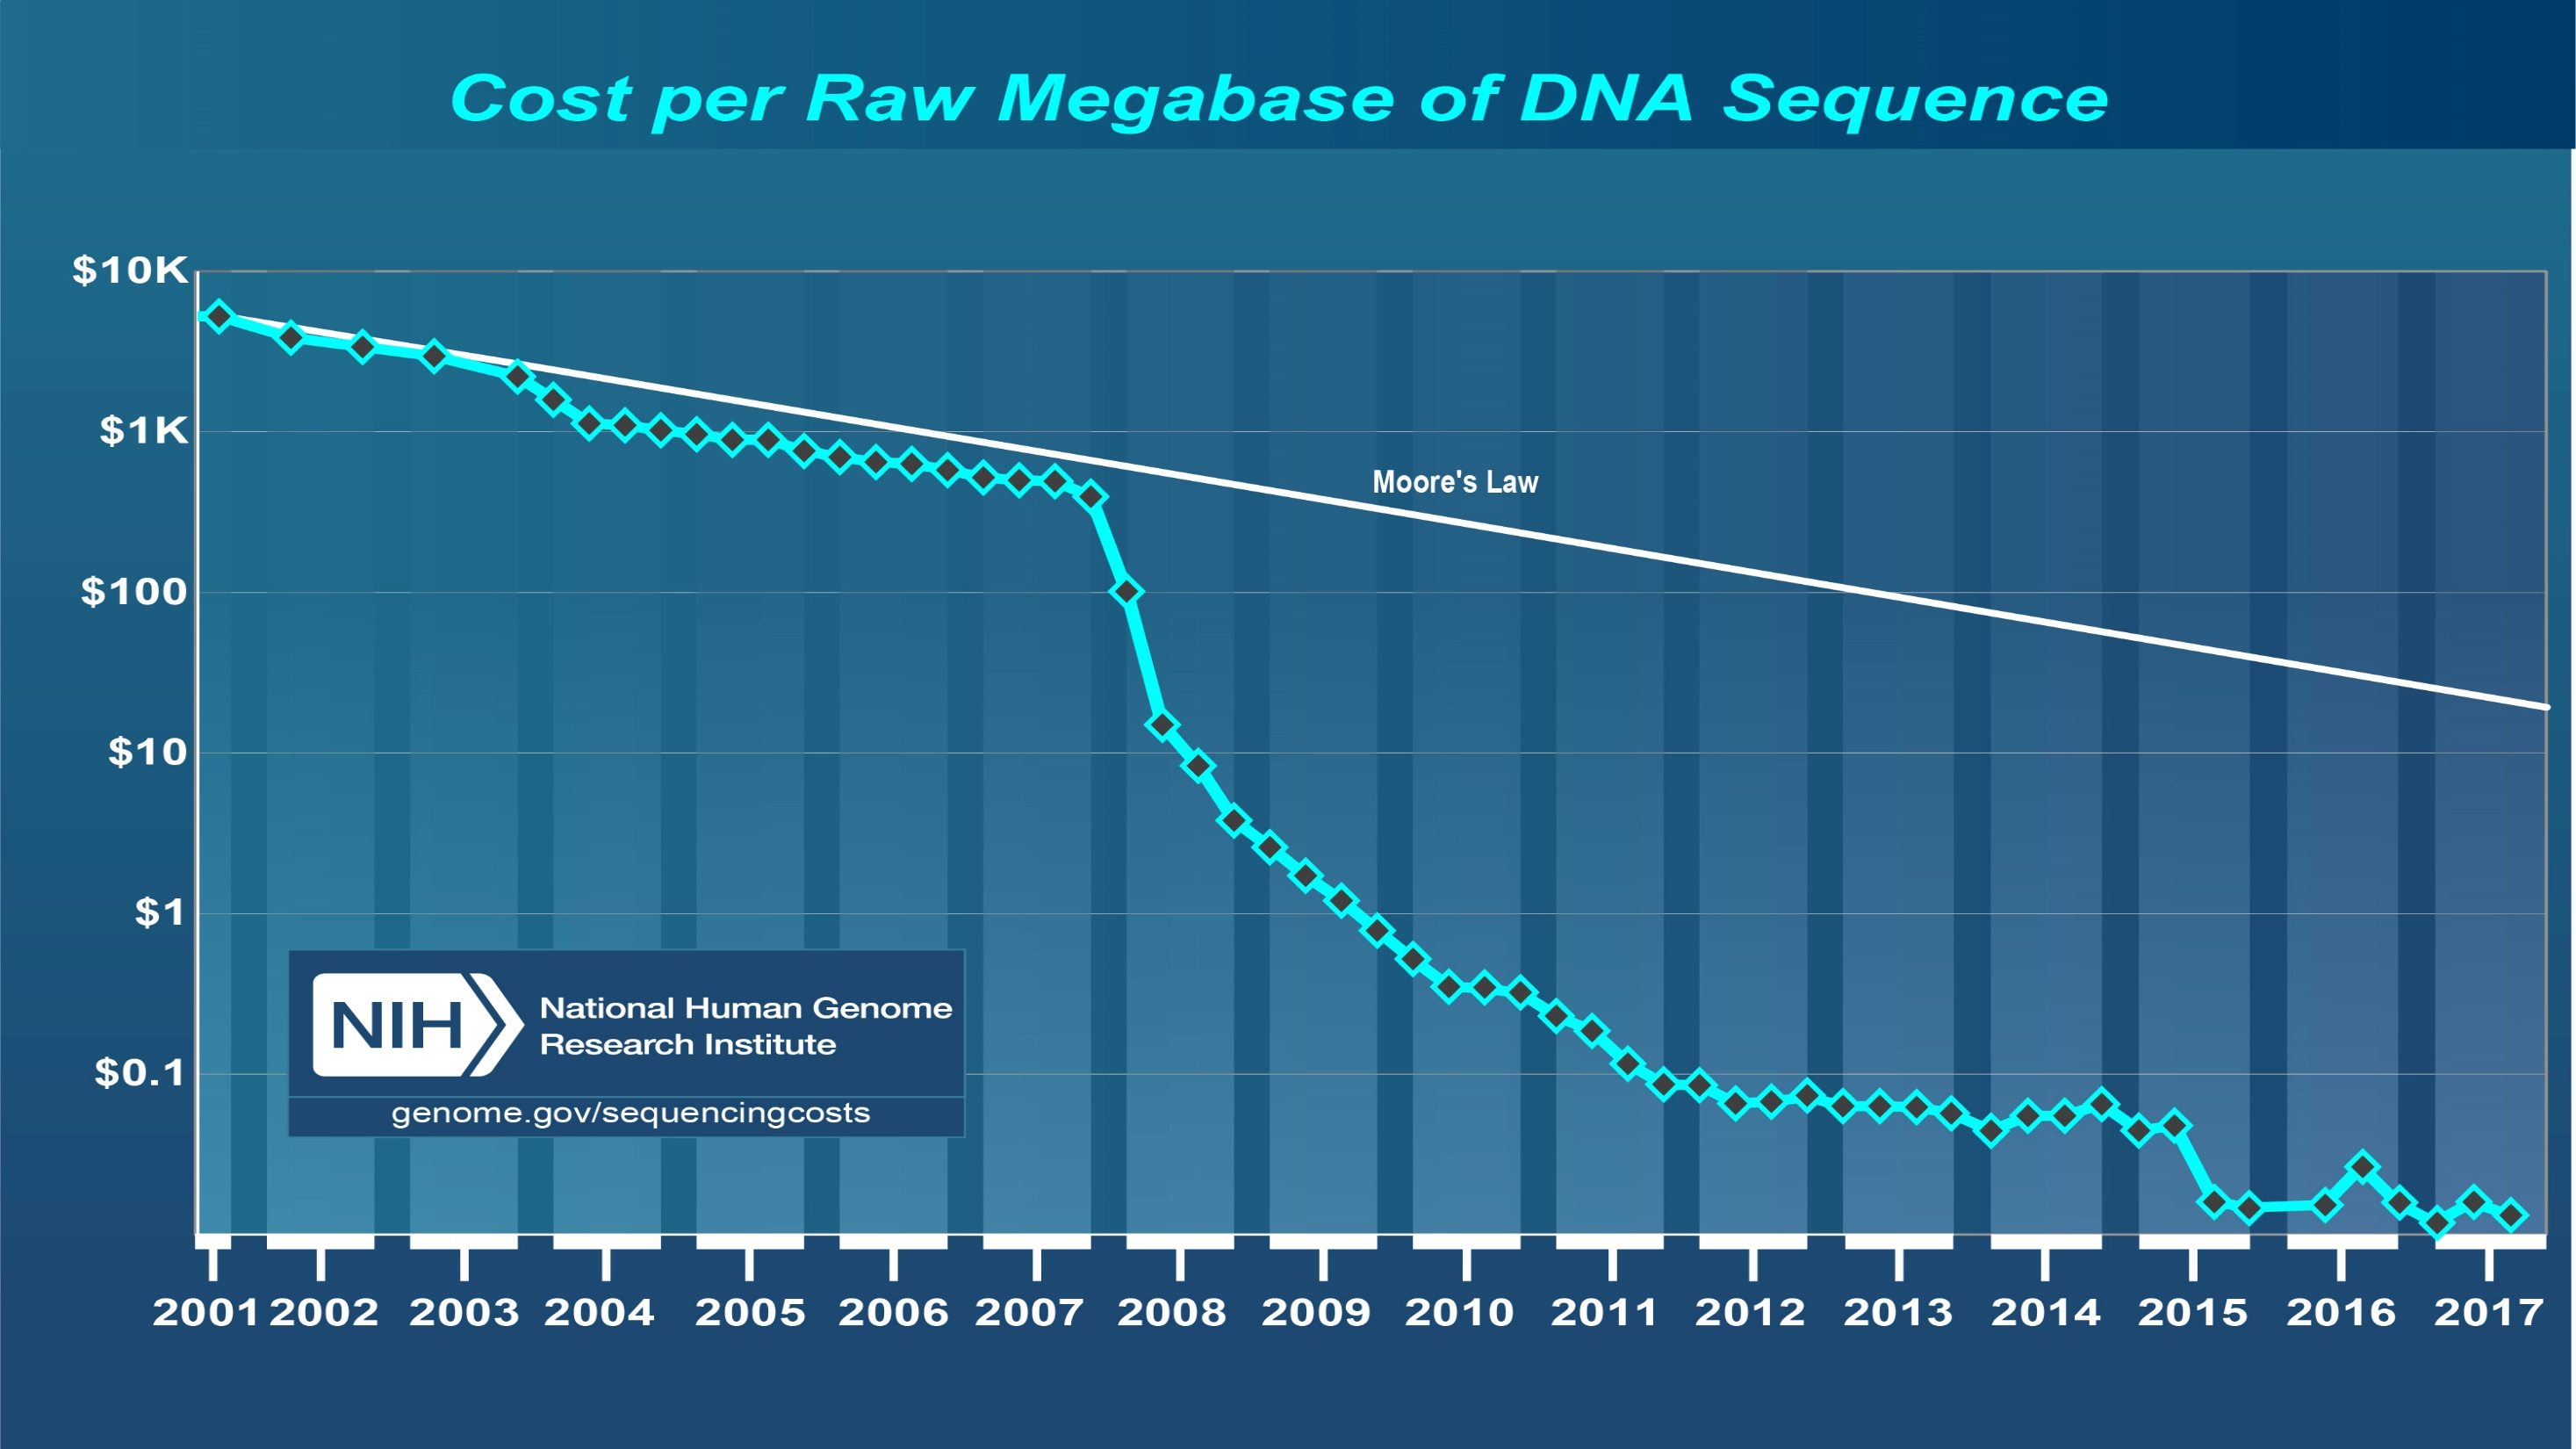 Cost per Raw Megabase of DNA Sequence
$10K
$1K
$100
$10
$1
$0.1
Moore's Law
NIH
National Human Genome
Research Institute
genome.gov/sequencingcosts
2001 2002 2003 2004 2005 2006 2007 2008 2009 2010 2011 2012 2013 2014 2015 2016 2017